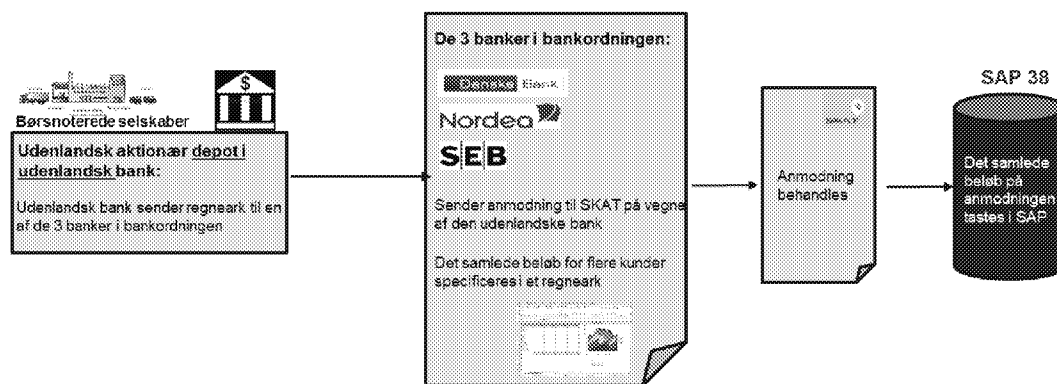 Børsnoterede selskaber
$
Udenlandsk aktionær depot i
udenlandsk bank:
Udenlandsk bank sender regneark til en
af de 3 banker i bankordningen
De 3 banker i bankordningen:
Danske Bank
Nordea
SEB
Sender anmodning til SKAT på vegne
af den udenlandske bank
Det samlede beløb for flere kunder
specificeres i et regneark
Anmodning
behandles
SAP 38
Det samlede
beløb på
anmodningen
tastes i SAP